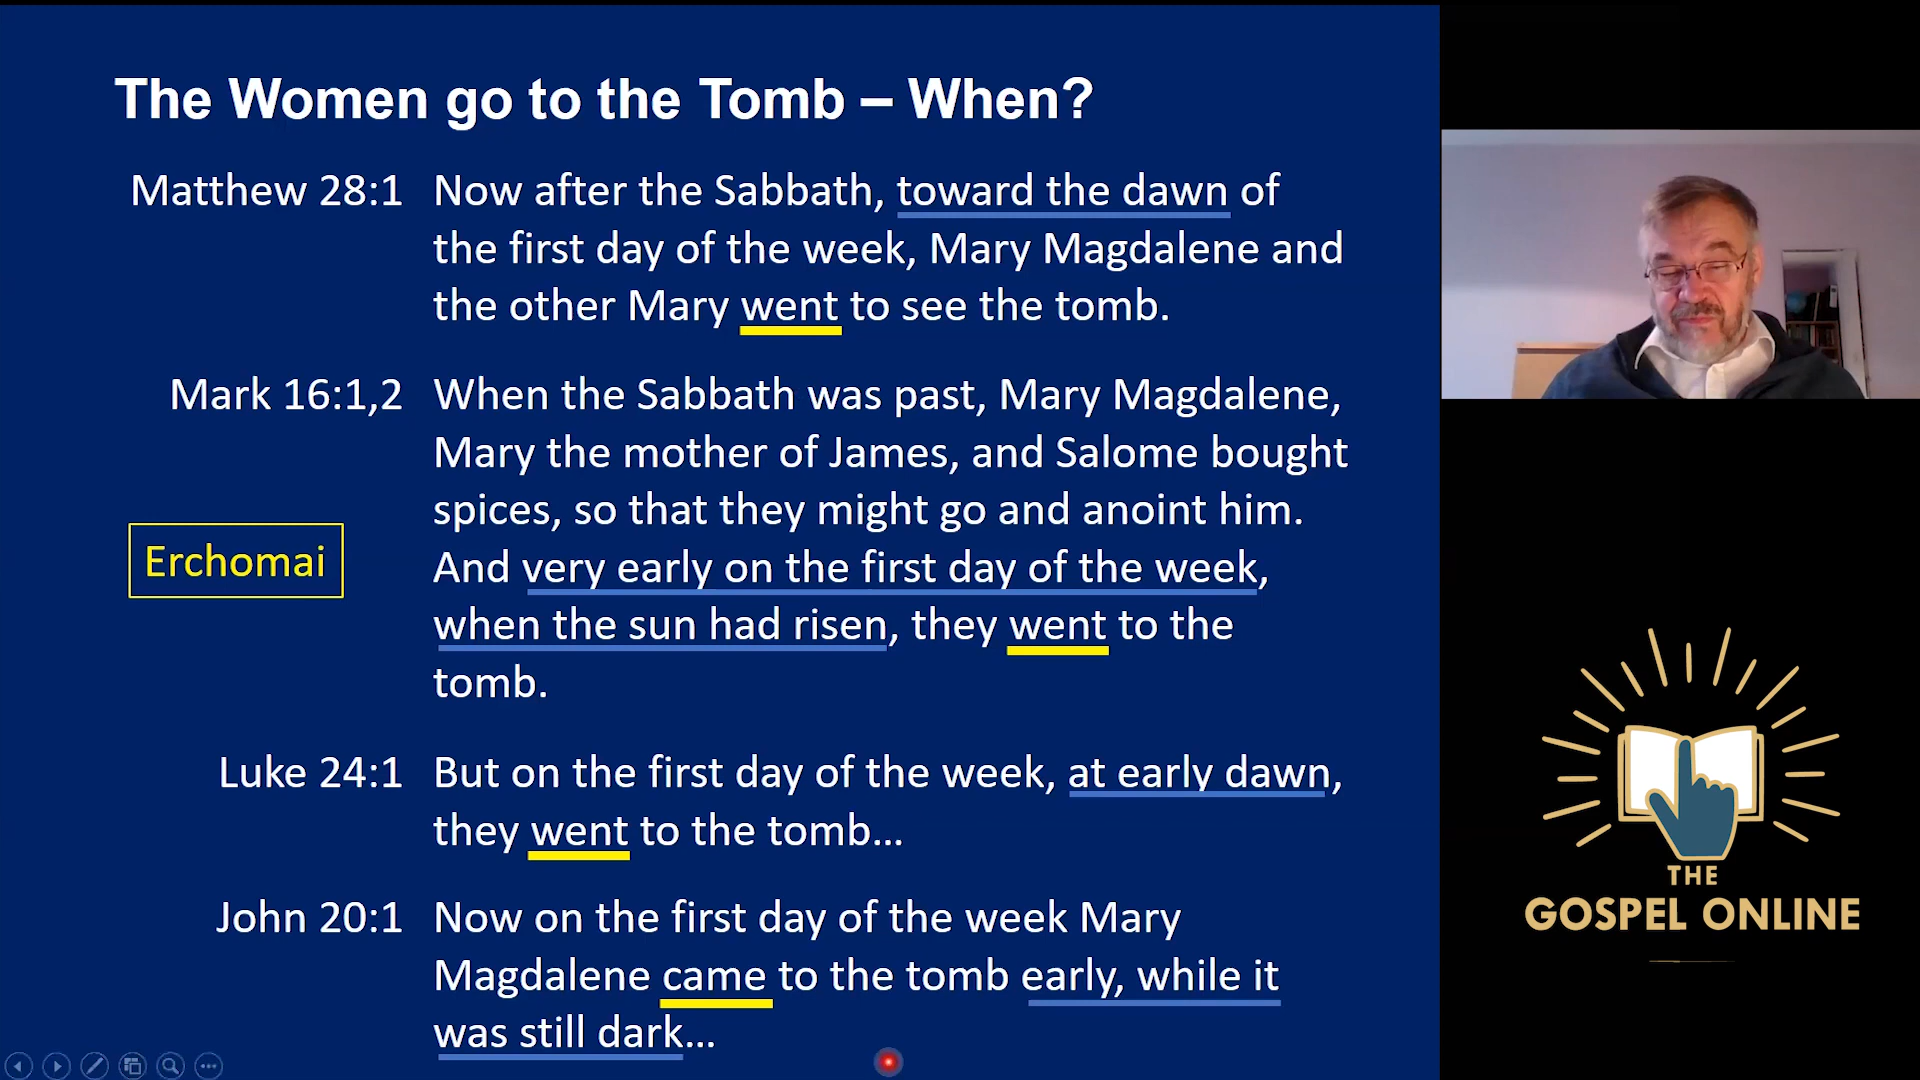 The Women go to the Tomb – When?
Matthew 28:1 Now after the Sabbath, toward the dawn of
the first day of the week, Mary Magdalene and
the other Mary went to see the tomb.
Mark 16:1,2 When the Sabbath was past, Mary Magdalene,
Mary the mother of James, and Salome bought
spices, so that they might go and anoint him.
Erchomai
And very early on the first day of the week,
when the sun had risen, they went to the
tomb.
Luke 24:1 But on the first day of the week, at early dawn,
they went to the tomb…
John 20:1 Now on the first day of the week Mary
Magdalene came to the tomb early, while it
was still dark…
THE
GOSPEL ONLINE